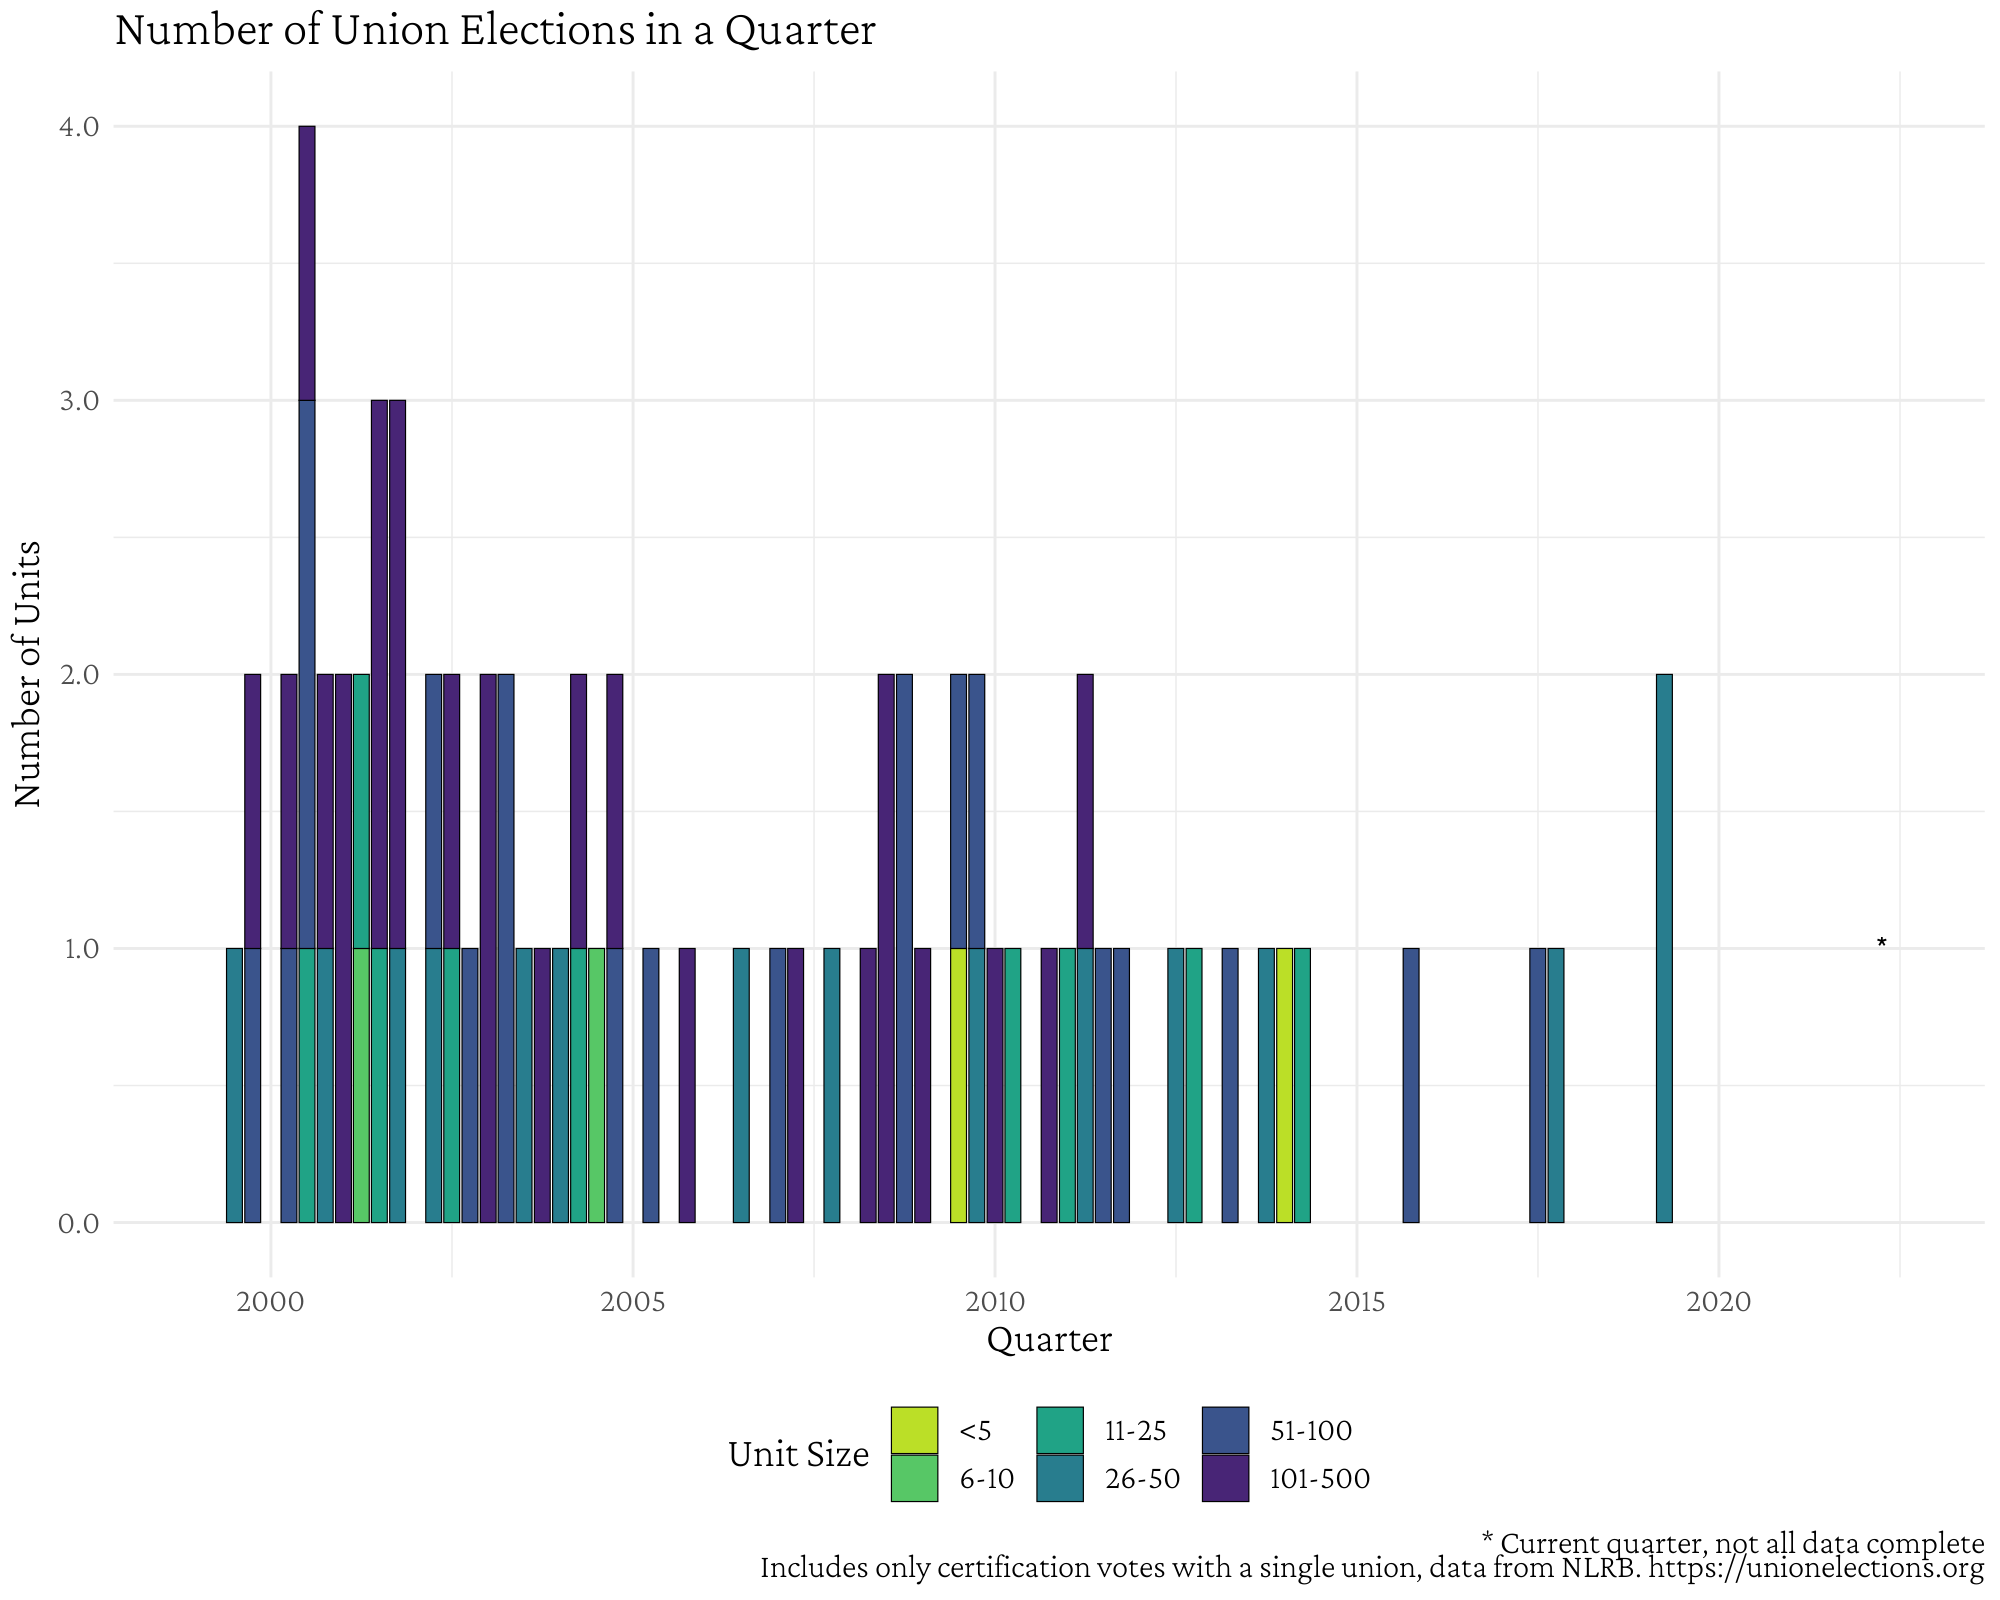 Number of Union Elections in a Quarter
Number of Units
4.0
3.0
2.0
1.0
0.0
*
2000 2005 2010 2015 2020
Quarter
Unit Size
<5 11-25 51-100
6-10 26-50 101-500
* Current quarter, not all data complete
Includes only certification votes with a single union, data from NLRB. https://unionelections.org